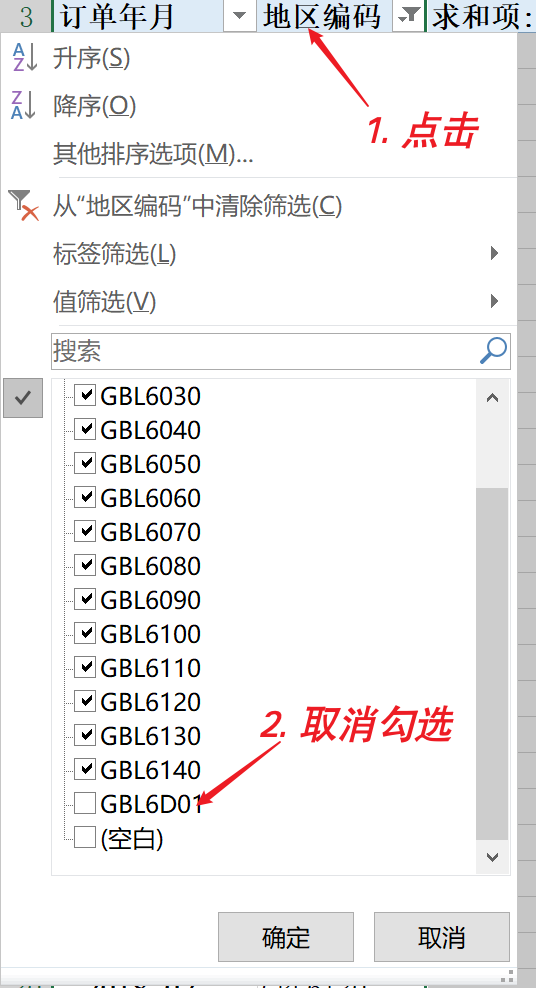 3 订单年月 地区编码 求和项:
1. 点击
升序(S)
降序(O)
其他排序选项(M)...
从“地区编码”中清除筛选(C)
标签筛选(L)
值筛选(V)
搜索
GBL6030
GBL6040
GBL6050
GBL6060
GBL6070
GBL6080
GBL6090
GBL6100
GBL6110
GBL6120
2. 取消勾选
GBL6130
GBL6140
GBL6D01
(空白)
确定 取消